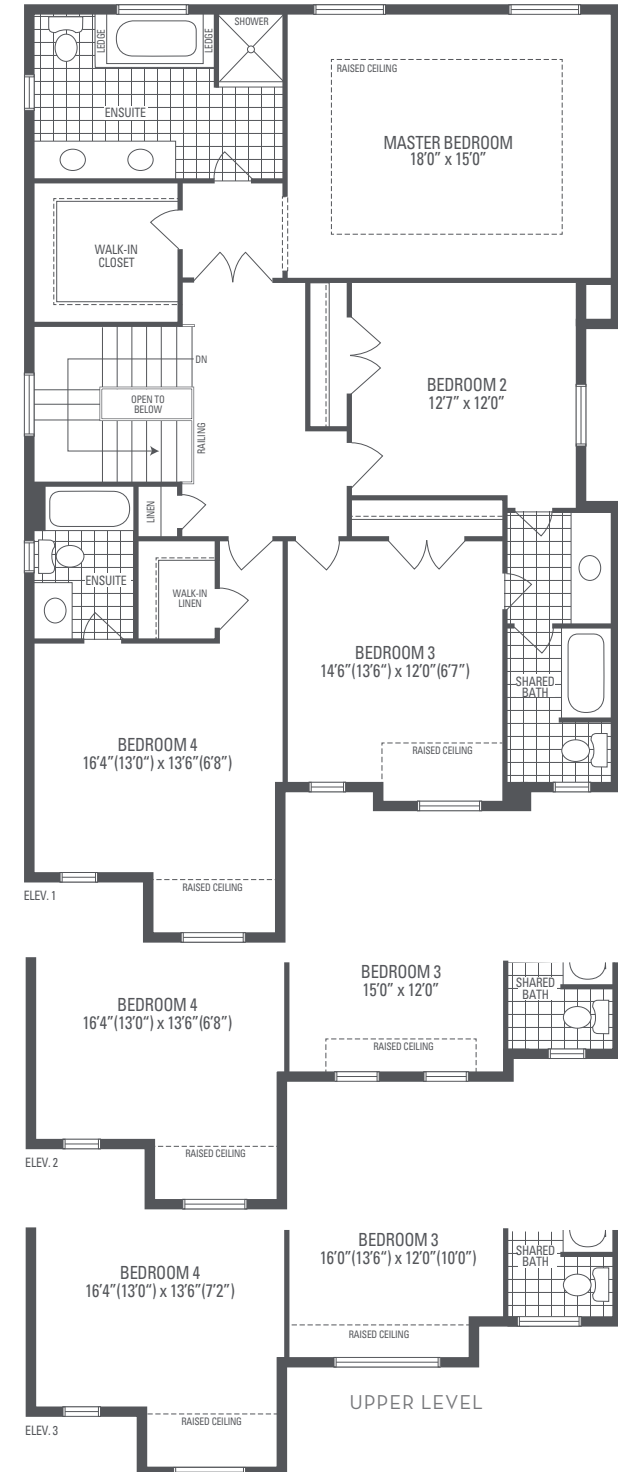 SHOWER
LEDGE
LEDGE
RAISED CEILING
ENSUITE
MASTER BEDROOM
18'0" x 15'0"
WALK-IN
CLOSET
DN
OPEN TO
BELOW
RAILING
BEDROOM 2
12'7" x 12'0"
LINEN
ENSUITE
WALK-IN
LINEN
BEDROOM 3
14'6"(13'6") x 12'0"(6'7")
SHARED
BATH
BEDROOM 4
16'4"(13'0") x 13'6"(6'8")
RAISED CEILING
RAISED CEILING
ELEV. 1
BEDROOM 3
15'0" x 12'0"
SHARED
BATH
BEDROOM 4
16'4"(13'0") x 13'6"(6'8")
RAISED CEILING
RAISED CEILING
ELEV. 2
BEDROOM 3
16'0"(13'6") x 12'0"(10'0")
SHARED
BATH
BEDROOM 4
16'4"(13'0") x 13'6"(7'2")
RAISED CEILING
UPPER LEVEL
RAISED CEILING
ELEV. 3